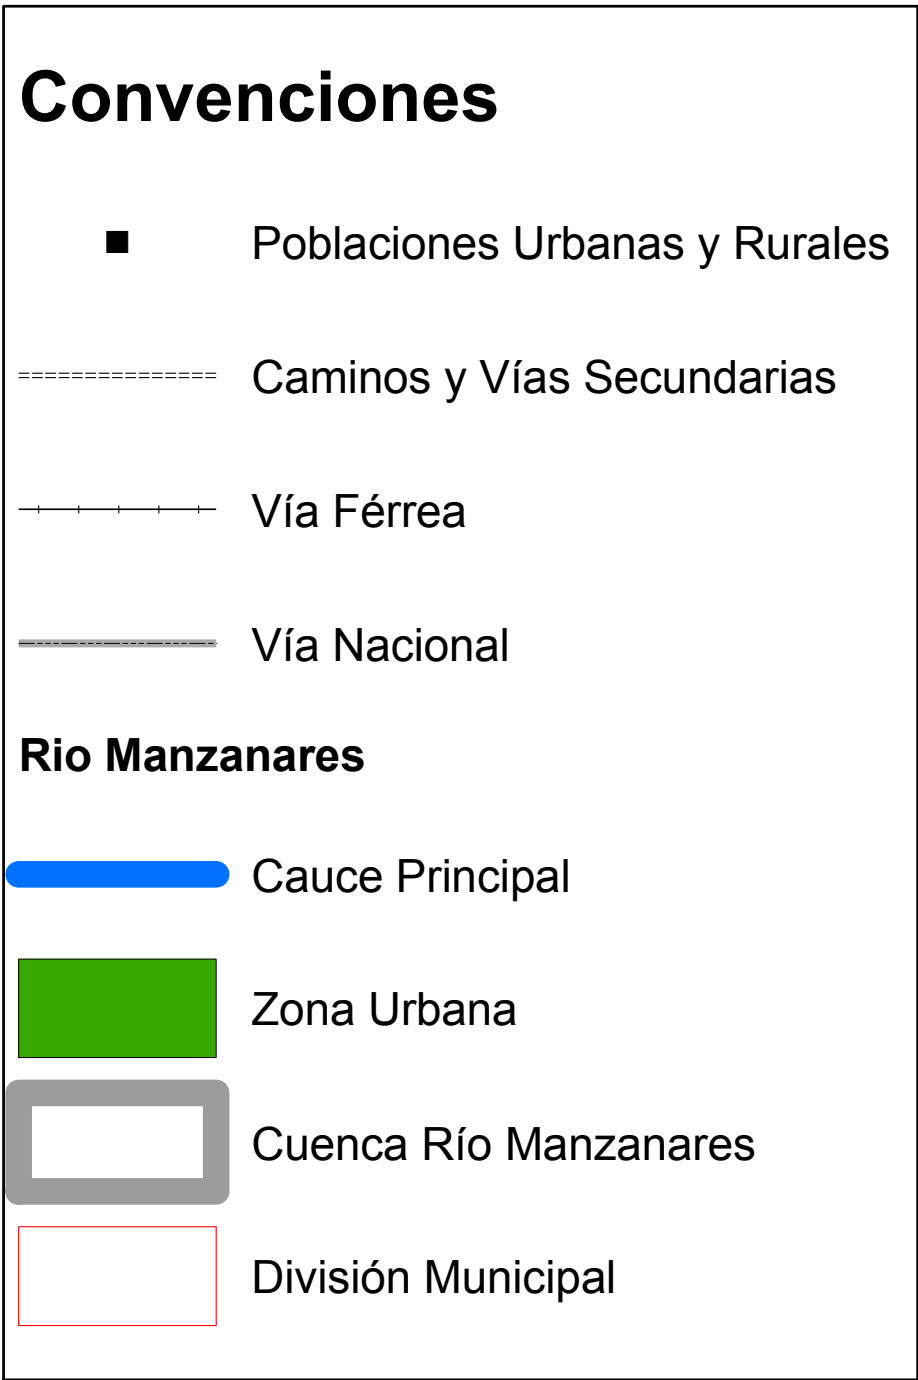 Convenciones
Poblaciones Urbanas y Rurales
Caminos y Vías Secundarias
Vía Férrea
Vía Nacional
Rio Manzanares
Cauce Principal
Zona Urbana
Cuenca Río Manzanares
División Municipal